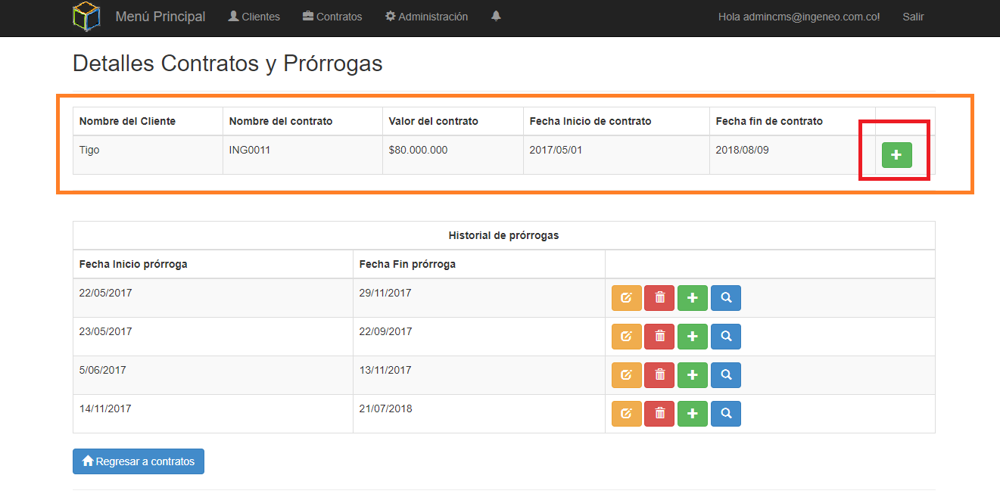 Menú Principal Clientes Contratos Administración Hola admincms@ingeneo.com.co! Salir
Detalles Contratos y Prórrogas
Nombre del Cliente Nombre del contrato Valor del contrato Fecha Inicio de contrato Fecha fin de contrato
Tigo ING0011 $80.000.000 2017/05/01 2018/08/09
Historial de prórrogas
Fecha Inicio prórroga Fecha Fin prórroga
22/05/2017 29/11/2017
23/05/2017 22/09/2017
5/06/2017 13/11/2017
14/11/2017 21/07/2018
Regresar a contratos